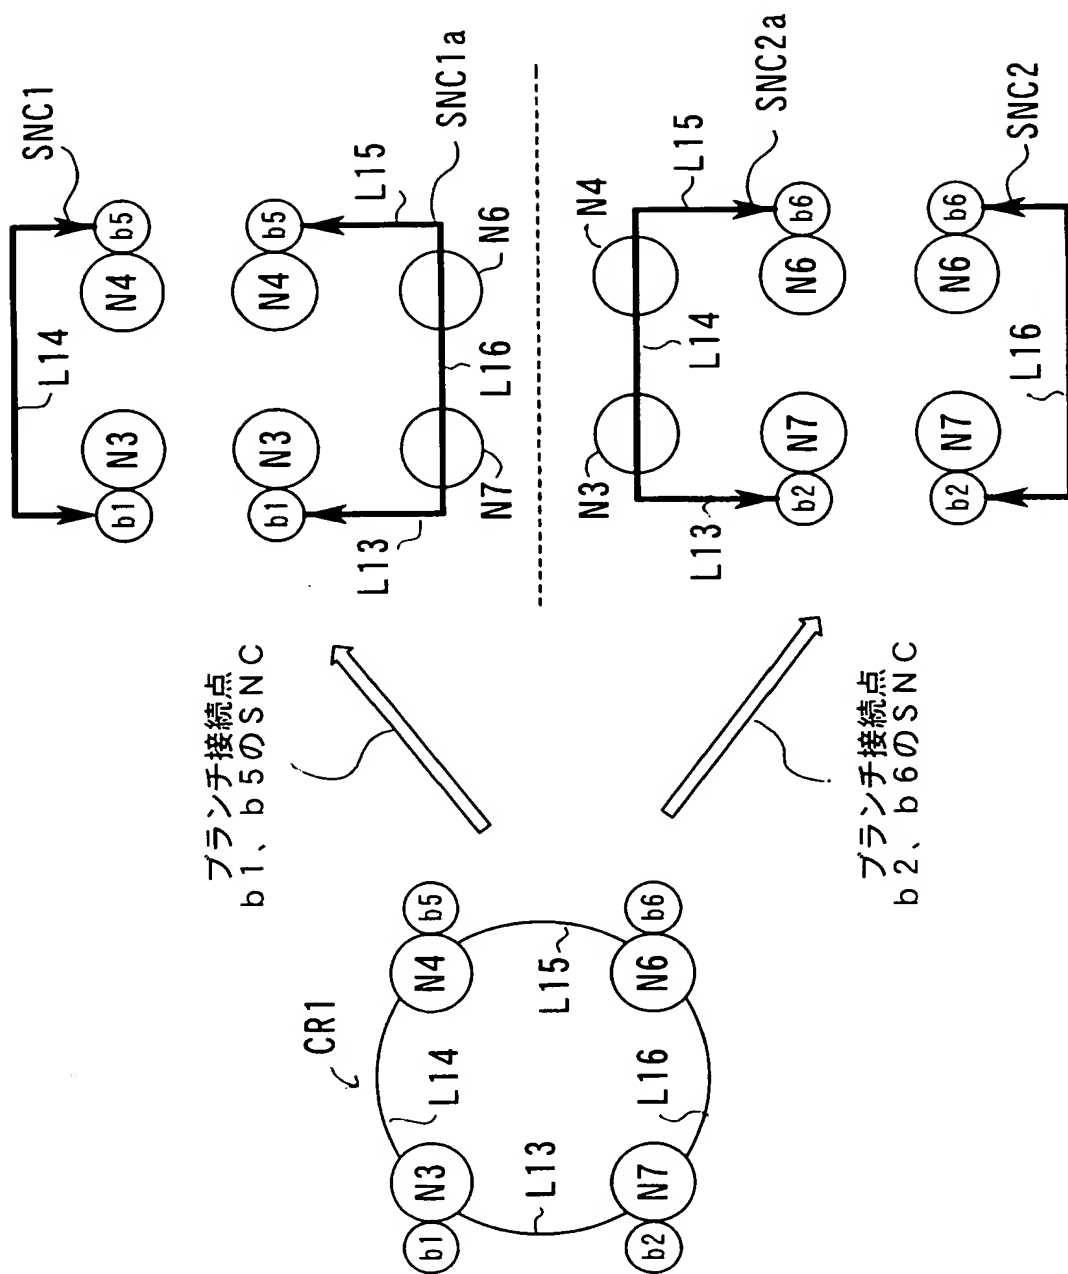 CR1
b1
N3
L14
N4
b5
L13
L15
b2
N7
L16
N6
b6
ブランチ接続点
b1、b5のSNC
ブランチ接続点
b2、b6のSNC
L14
SNC1
b1
N3
N4
b5
b1
N3
N4
b5
L15
L13
N7
L16
N6
SNC1a
N3
L14
N4
L15
L13
b2
N7
N6
b6
SNC2a
b2
N7
N6
b6
L16
SNC2